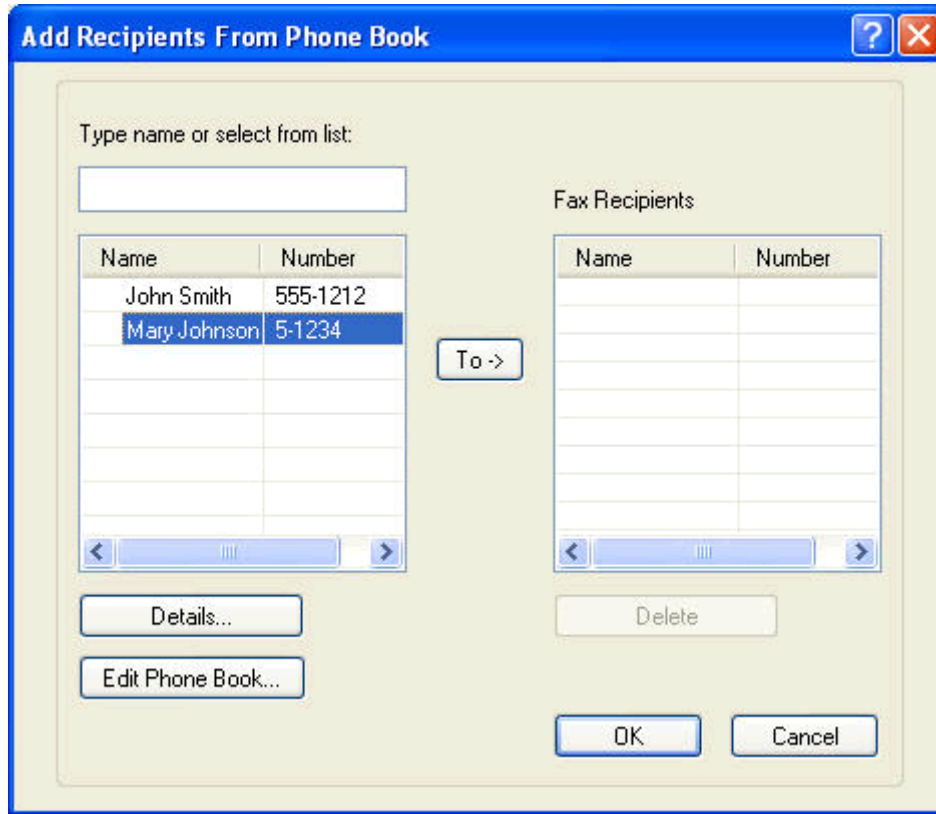 Add Recipients From Phone Book
Type name or select from list:
Fax Recipients
Name Number
John Smith 555-1212
Mary Johnson 5-1234
Name Number
To ->
Details...
Delete
Edit Phone Book...
OK Cancel